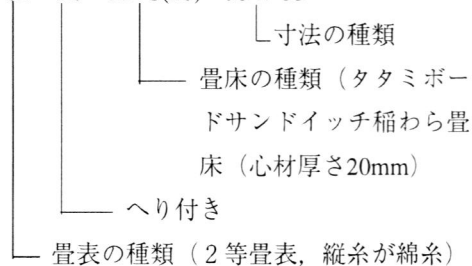 寸法の種類
畳床の種類（タタミボー
ドサンドイッチ稲わら畳
床（心材厚さ20mm）
へり付き
畳表の種類（２等畳表，縦糸が綿糸）